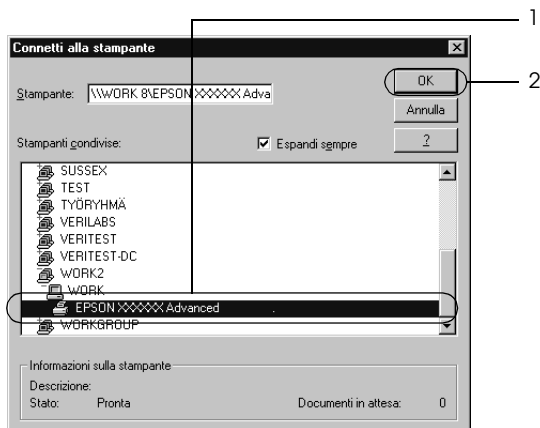 1
Connetti alla stampante
Stampante: \\WORK 8\EPSON XXXXXX Adva
OK
2
Annulla
Stampanti condivise:
Espandi sempre
?
SUSSEX
TEST
TYÖRYHMÄ
VERILABS
VERITEST
VERITEST-DC
WORK2
WORK
EPSON XXXXXX Advanced .
WORKGROUP
Informazioni sulla stampante
Descrizione:
Stato: Pronta Documenti in attesa: 0